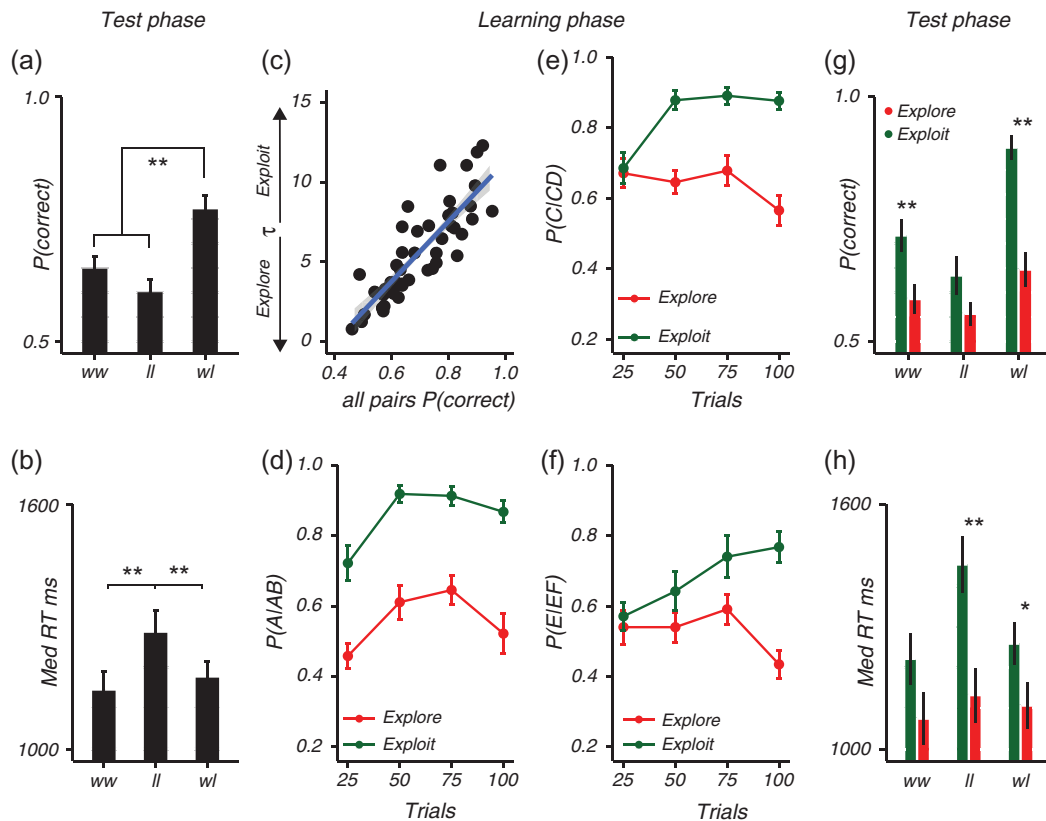 Test phase
Learning phase
Test phase
(a)
1.0
0.5
P(correct)
**
ww ll wl
(c)
15
10
5
0
Explore τ Exploit
0.4 0.6 0.8 1.0
all pairs P(correct)
(e)
1.0
0.8
0.6
0.4
0.2
P(C|CD)
Explore
Exploit
25 50 75 100
Trials
(g)
1.0
0.5
P(correct)
Explore
Exploit
**
**
ww ll wl
(b)
1600
1000
Med RT ms
** **
ww ll wl
(d)
1.0
0.8
0.6
0.4
0.2
P(A|AB)
Explore
Exploit
25 50 75 100
Trials
(f)
1.0
0.8
0.6
0.4
0.2
P(E|EF)
Explore
Exploit
25 50 75 100
Trials
(h)
1600
1000
Med RT ms
**
*
ww ll wl